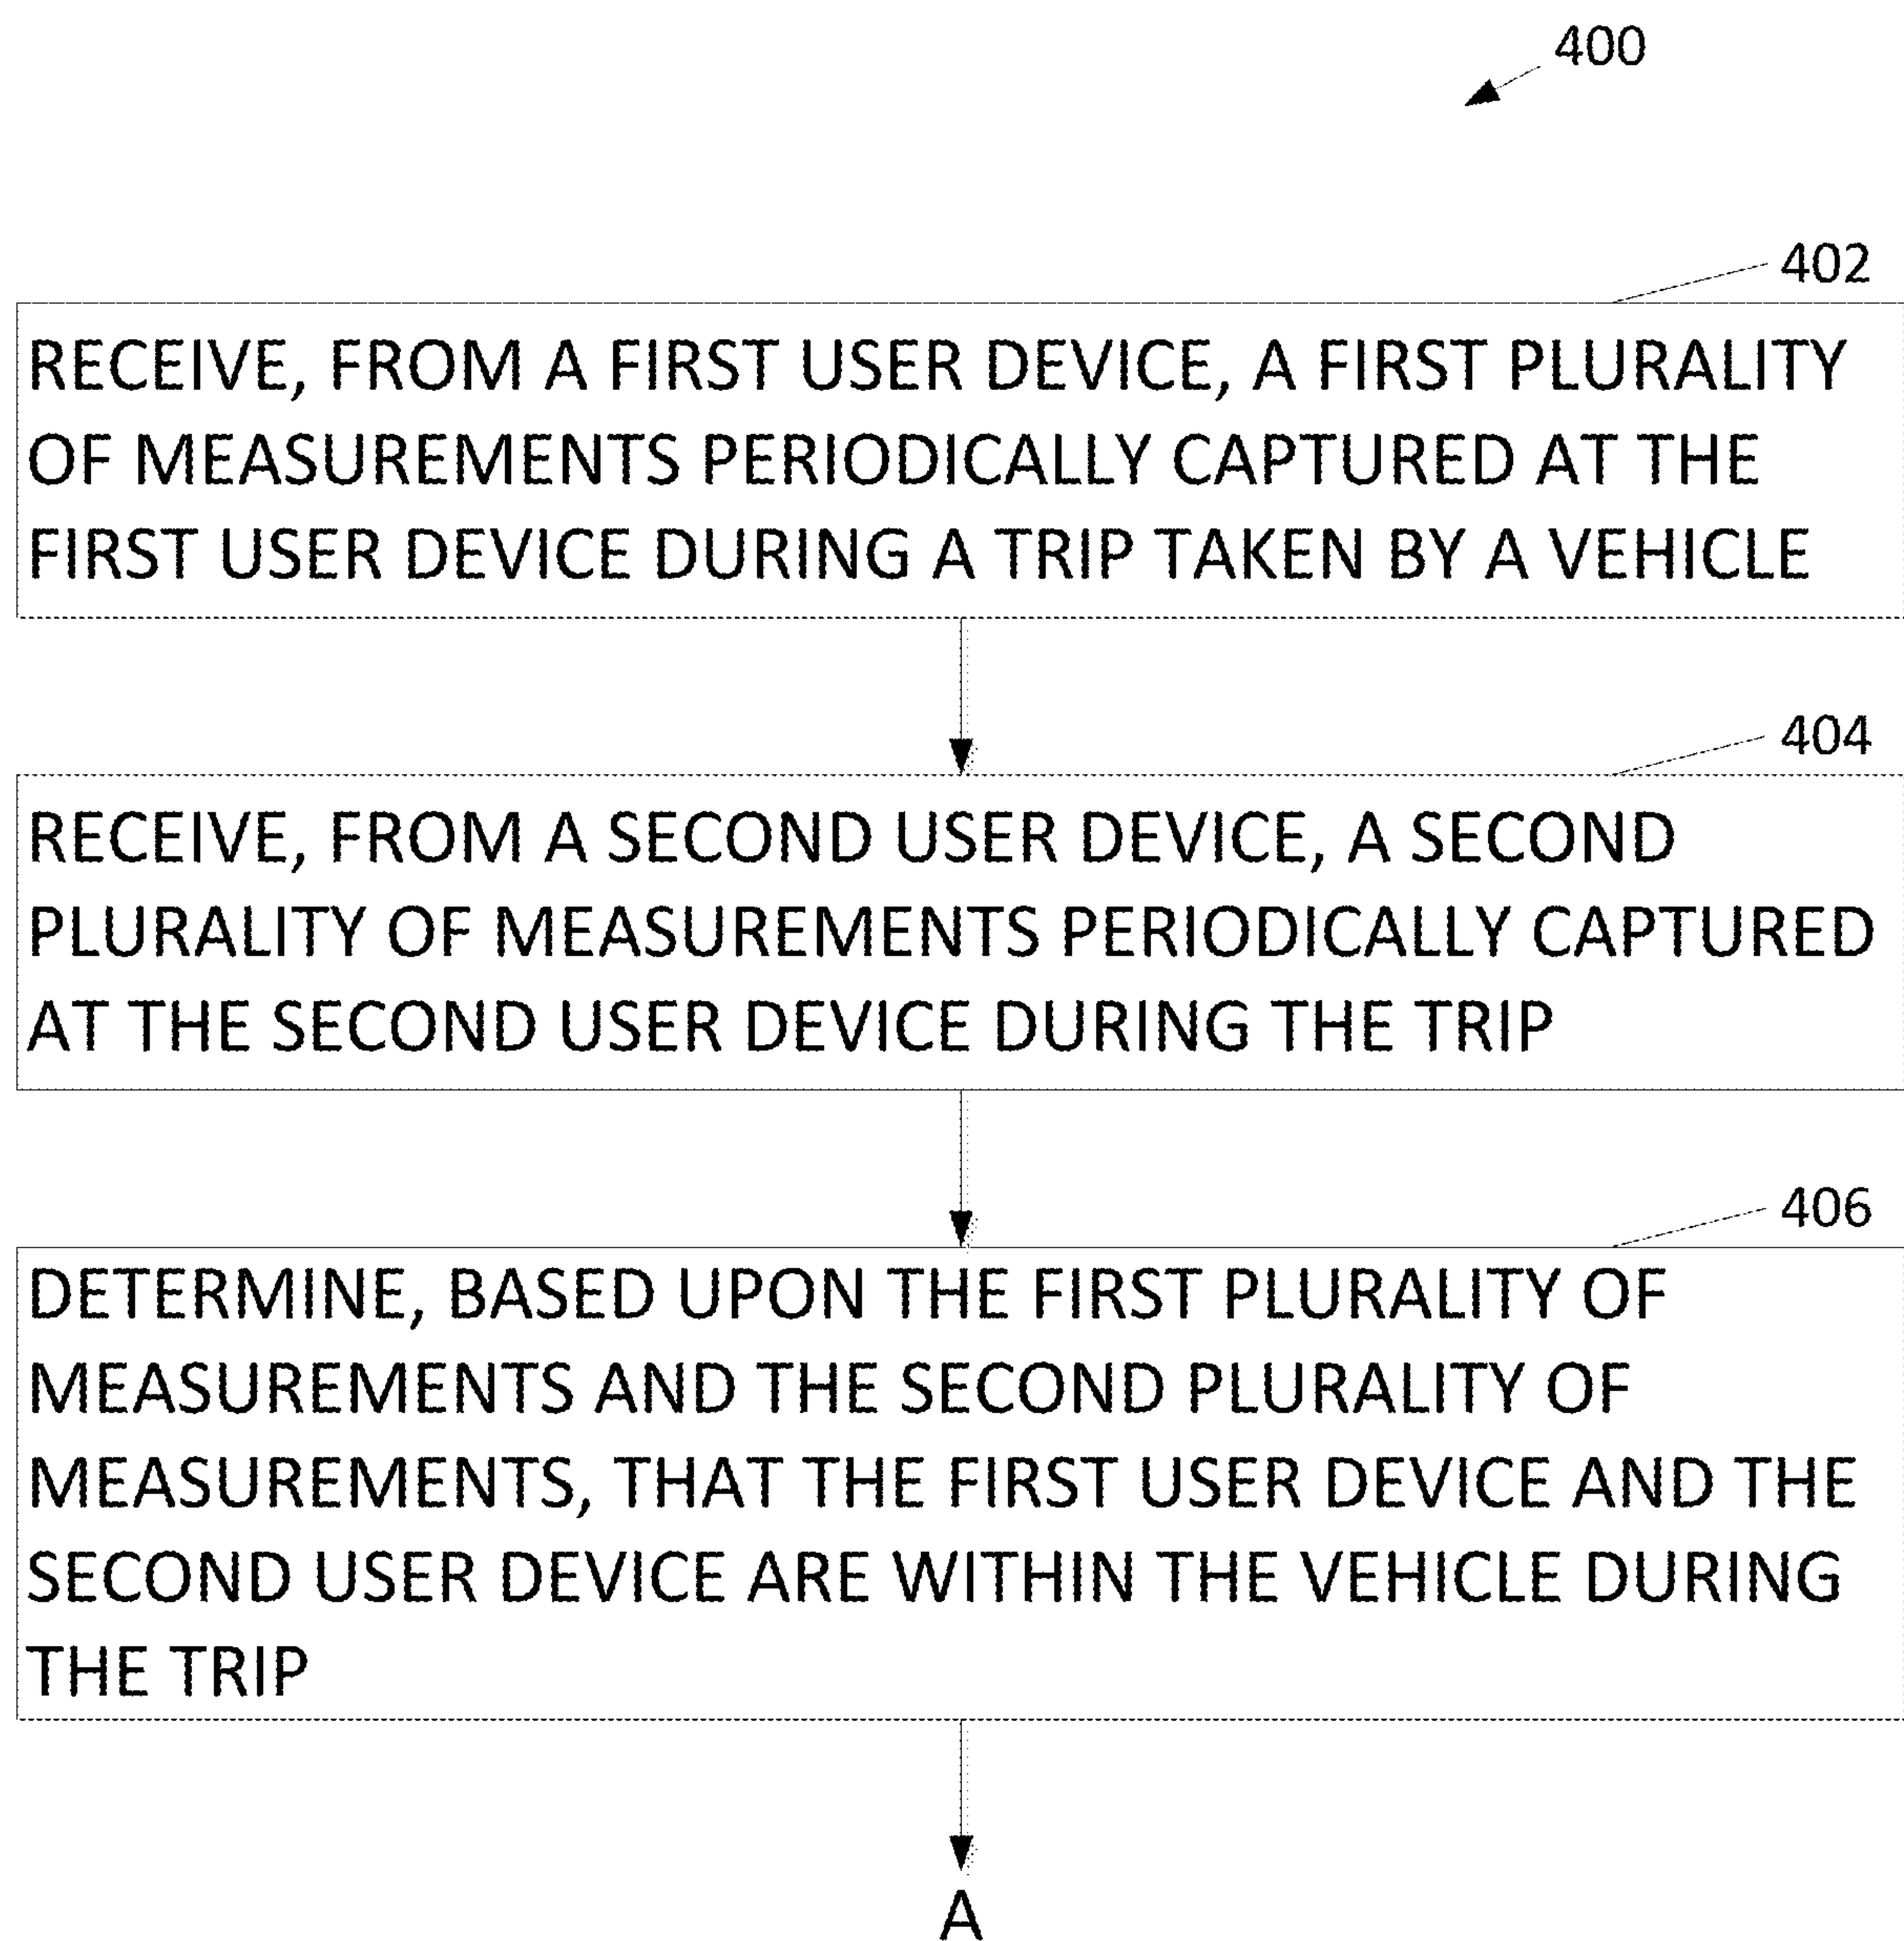 400
402
RECEIVE, FROM A FIRST USER DEVICE, A FIRST PLURALITY
OF MEASUREMENTS PERIODICALLY CAPTURED AT THE
FIRST USER DEVICE DURING A TRIP TAKEN BY A VEHICLE
404
RECEIVE, FROM A SECOND USER DEVICE, A SECOND
PLURALITY OF MEASUREMENTS PERIODICALLY CAPTURED
AT THE SECOND USER DEVICE DURING THE TRIP
406
DETERMINE, BASED UPON THE FIRST PLURALITY OF
MEASUREMENTS AND THE SECOND PLURALITY OF
MEASUREMENTS, THAT THE FIRST USER DEVICE AND THE
SECOND USER DEVICE ARE WITHIN THE VEHICLE DURING
THE TRIP
A